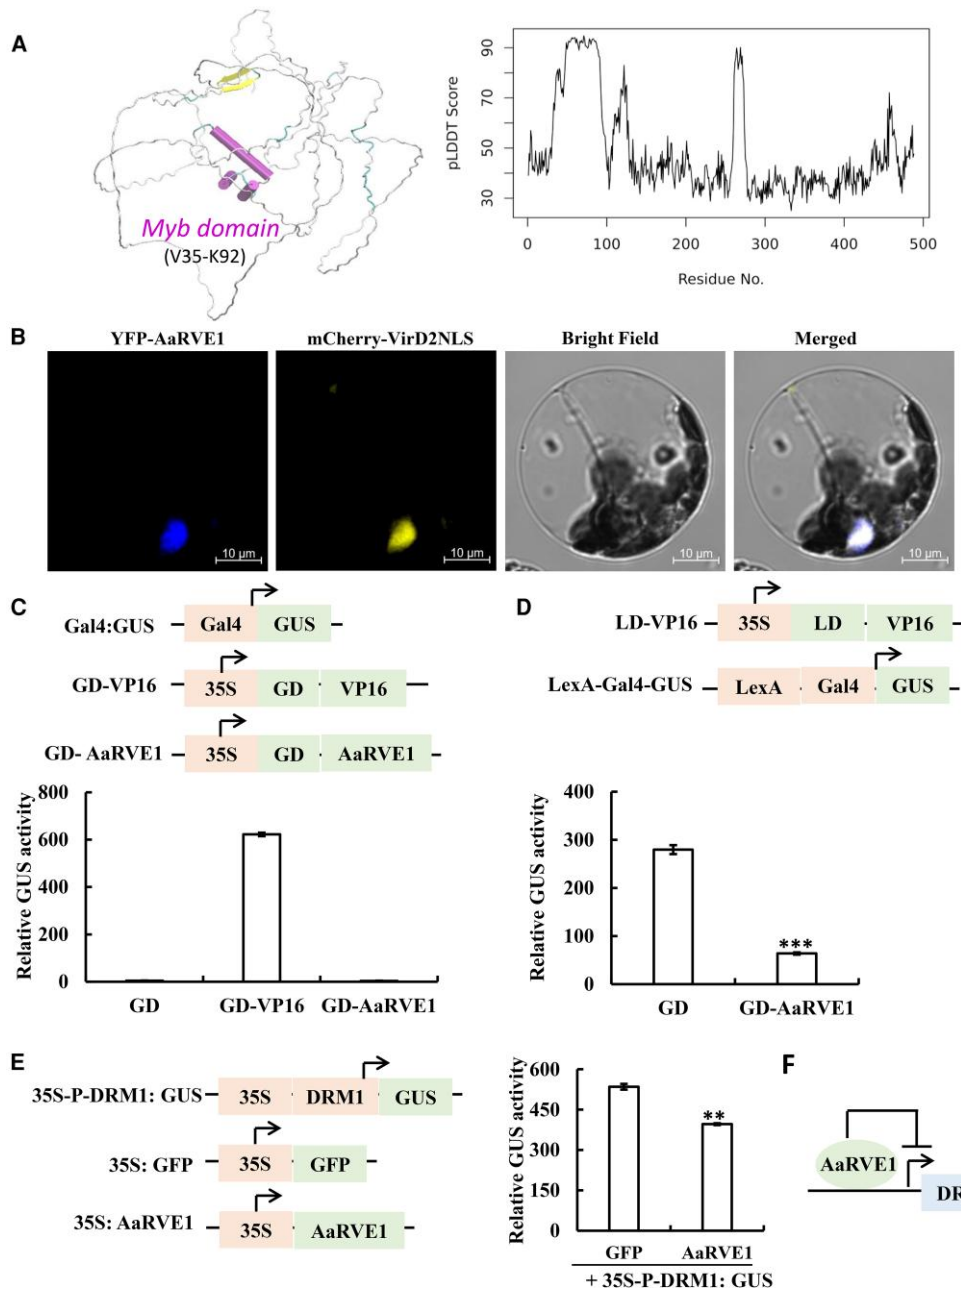 A
Myb domain
(V35-K92)
90
70
50
30
pLDDT Score
0 100 200 300 400 500
Residue No.
B
YFP-AaRVE1 mCherry-VirD2NLS Bright Field Merged
10 µm 10 µm 10 µm 10 µm
C
Gal4:GUS Gal4 GUS
GD-VP16 35S GD VP16
GD- AaRVE1 35S GD AaRVE1
Relative GUS activity
800
600
400
200
0
GD GD-VP16 GD-AaRVE1
D
LD-VP16 35S LD VP16
LexA-Gal4-GUS LexA Gal4 GUS
Relative GUS activity
400
300
200
100
0
***
GD GD-AaRVE1
E
35S-P-DRM1: GUS 35S DRM1 GUS
35S: GFP 35S GFP
35S: AaRVE1 35S AaRVE1
Relative GUS activity
600
450
300
150
0
**
GFP AaRVE1
+ 35S-P-DRM1: GUS
F
AaRVE1
DR